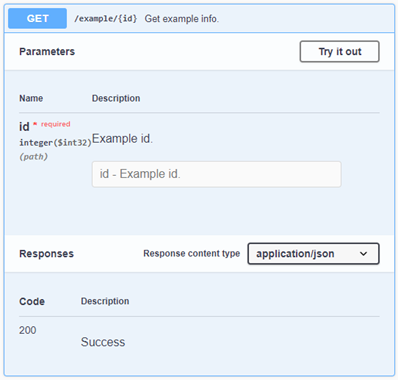 GET /example/{id} Get example info.
Parameters Try it out
Name Description
id * required Example id.
integer($int32)
(path)
id - Example id.
Responses Response content type application/json
Code Description
200 Success